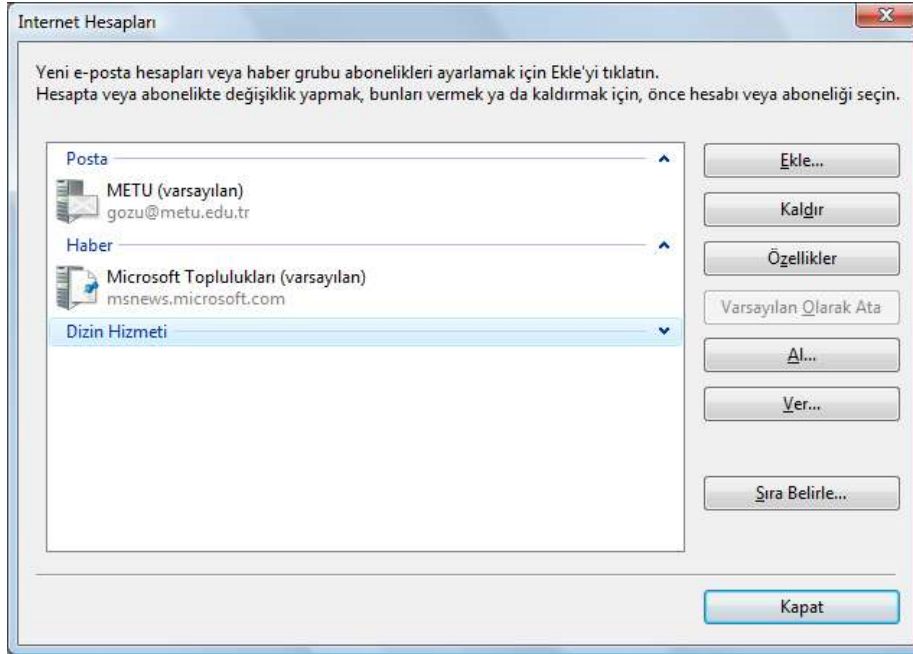 Internet Hesapları
Yeni e-posta hesapları veya haber grubu abonelikleri ayarlamak için Ekle'yi tıklatın.
Hesapta veya abonelikte değişiklik yapmak, bunları vermek ya da kaldırmak için, önce hesabı veya aboneliği seçin.
Posta
METU (varsayılan)
gozu@metu.edu.tr
Haber
Microsoft Toplulukları (varsayılan)
msnews.microsoft.com
Dizin Hizmeti
Ekle...
Kaldır
Özellikler
Varsayılan Olarak Ata
Al...
Ver...
Sıra Belirle...
Kapat